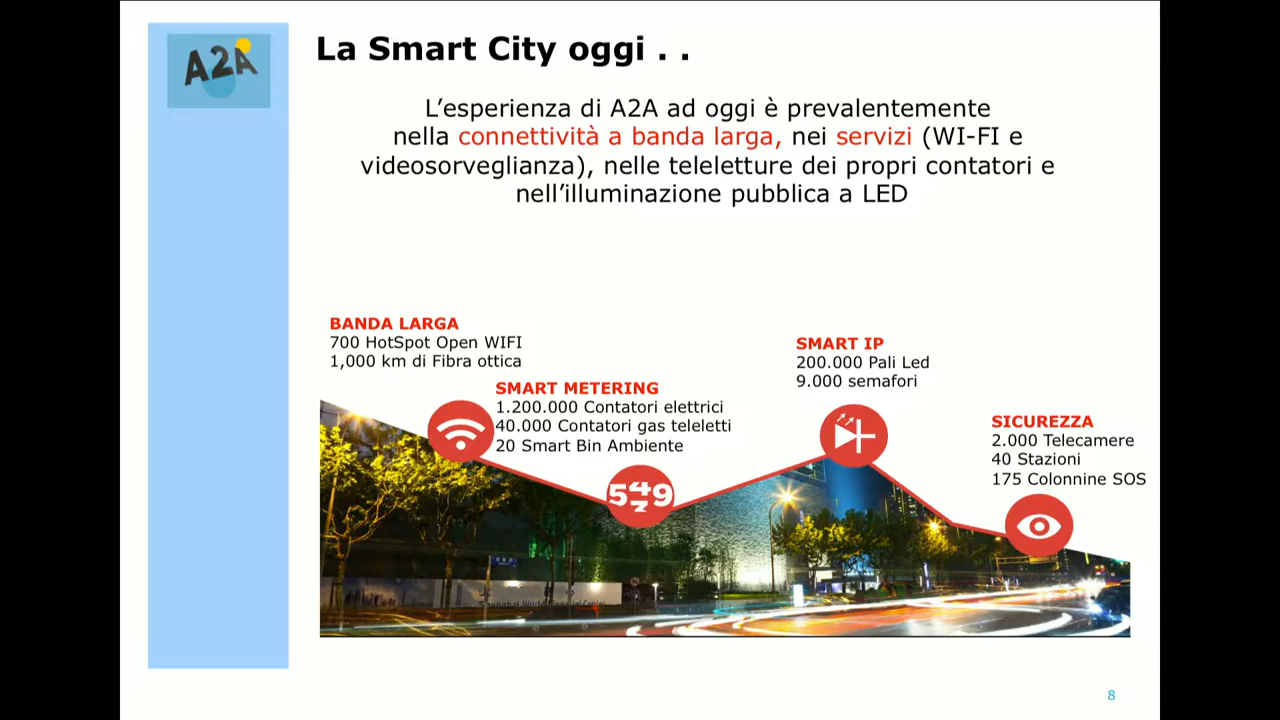 A2A
La Smart City oggi . .
L’esperienza di A2A ad oggi è prevalentemente
nella connettività a banda larga, nei servizi (WI-FI e
videosorveglianza), nelle teleletture dei propri contatori e
nell’illuminazione pubblica a LED
BANDA LARGA
700 HotSpot Open WIFI
1,000 km di Fibra ottica
SMART METERING
1.200.000 Contatori elettrici
40.000 Contatori gas teleletti
20 Smart Bin Ambiente
SMART IP
200.000 Pali Led
9.000 semafori
SICUREZZA
2.000 Telecamere
40 Stazioni
175 Colonnine SOS
8